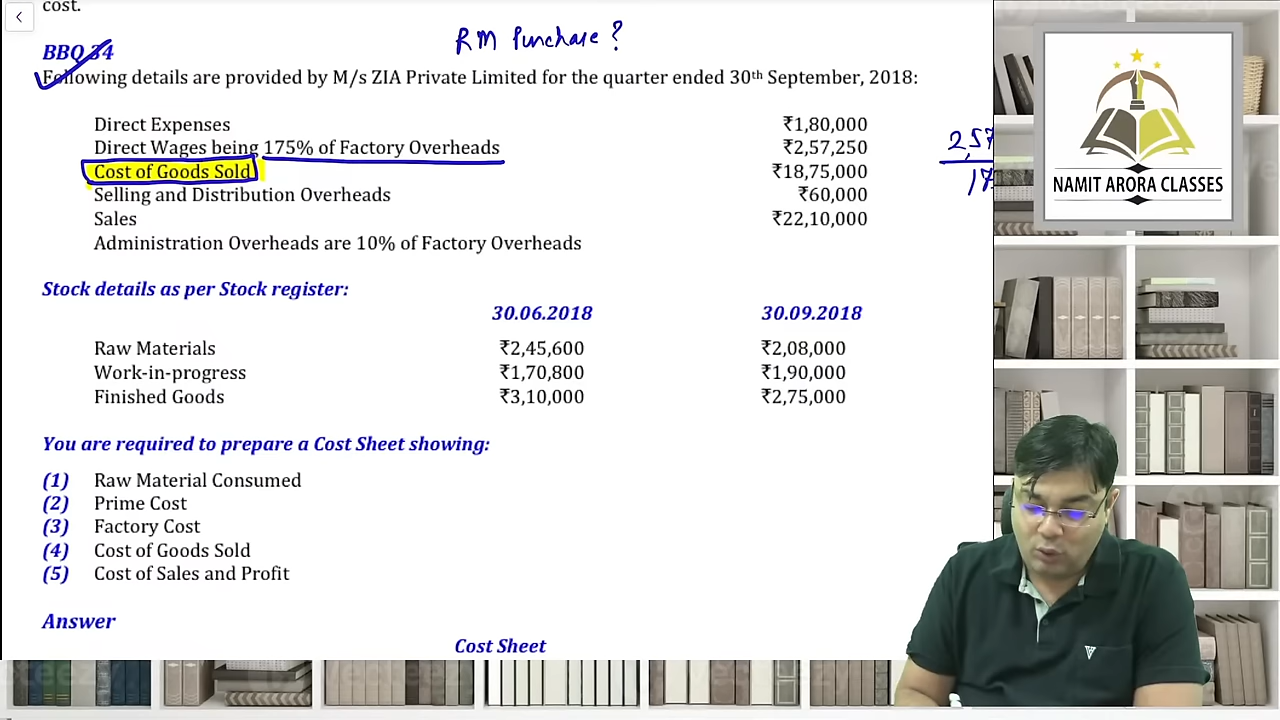 cost.
RM Purchase ?
BBQ 34
Following details are provided by M/s ZIA Private Limited for the quarter ended 30th September, 2018:
Direct Expenses ₹1,80,000
Direct Wages being 175% of Factory Overheads ₹2,57,250
Cost of Goods Sold ₹18,75,000
Selling and Distribution Overheads ₹60,000
Sales ₹22,10,000
Administration Overheads are 10% of Factory Overheads
2,57
17
NAMIT ARORA CLASSES
Stock details as per Stock register:
30.06.2018 30.09.2018
Raw Materials ₹2,45,600 ₹2,08,000
Work-in-progress ₹1,70,800 ₹1,90,000
Finished Goods ₹3,10,000 ₹2,75,000
You are required to prepare a Cost Sheet showing:
(1) Raw Material Consumed
(2) Prime Cost
(3) Factory Cost
(4) Cost of Goods Sold
(5) Cost of Sales and Profit
Answer
Cost Sheet